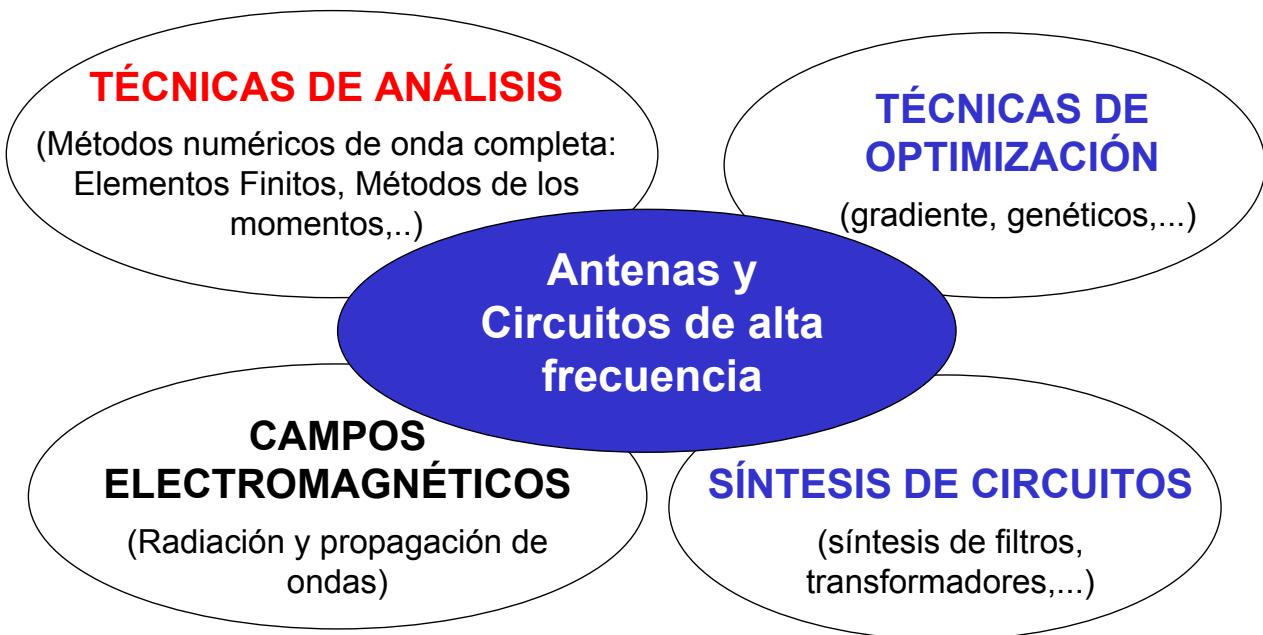 TÉCNICAS DE ANÁLISIS
(Métodos numéricos de onda completa:
Elementos Finitos, Métodos de los
momentos,..)
TÉCNICAS DE
OPTIMIZACIÓN
(gradiente, genéticos,...)
Antenas y
Circuitos de alta
frecuencia
CAMPOS
ELECTROMAGNÉTICOS
(Radiación y propagación de
ondas)
SÍNTESIS DE CIRCUITOS
(síntesis de filtros,
transformadores,...)